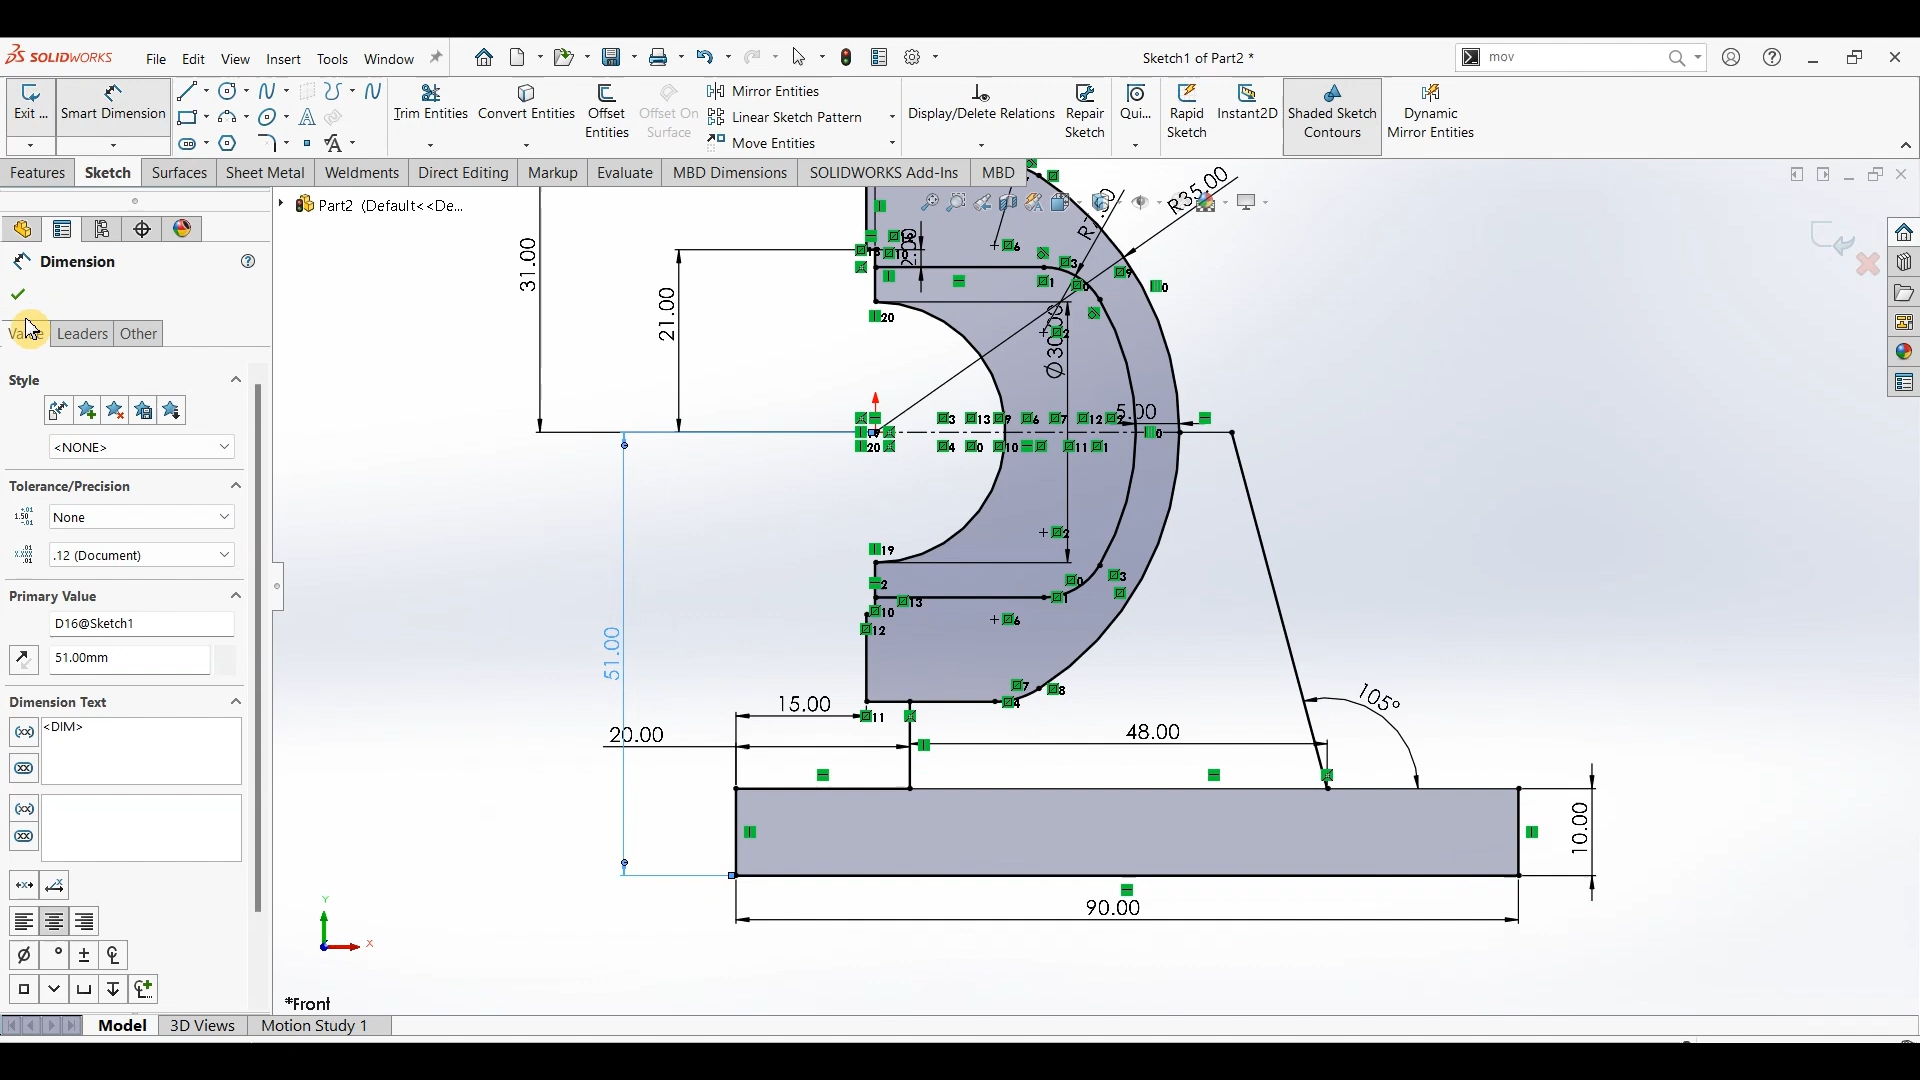 SOLIDWORKS File Edit View Insert Tools Window Sketch1 of Part2 * mov
Exit ... Smart Dimension Trim Entities Convert Entities Offset Entities Offset On Surface Mirror Entities Linear Sketch Pattern Move Entities Display/Delete Relations Repair Sketch Qui... Rapid Sketch Instant2D Shaded Sketch Contours Dynamic Mirror Entities
Features Sketch Surfaces Sheet Metal Weldments Direct Editing Markup Evaluate MBD Dimensions SOLIDWORKS Add-Ins MBD
Part2 (Default<<De...
Dimension
Leaders Other
Style
<NONE>
Tolerance/Precision
None
.12 (Document)
Primary Value
D16@Sketch1
51.00mm
Dimension Text
<DIM>
31.00
21.00
2.00
R35.00
5.00
51.00
15.00
20.00
48.00
105°
10.00
90.00
Y
X
*Front
Model 3D Views Motion Study 1